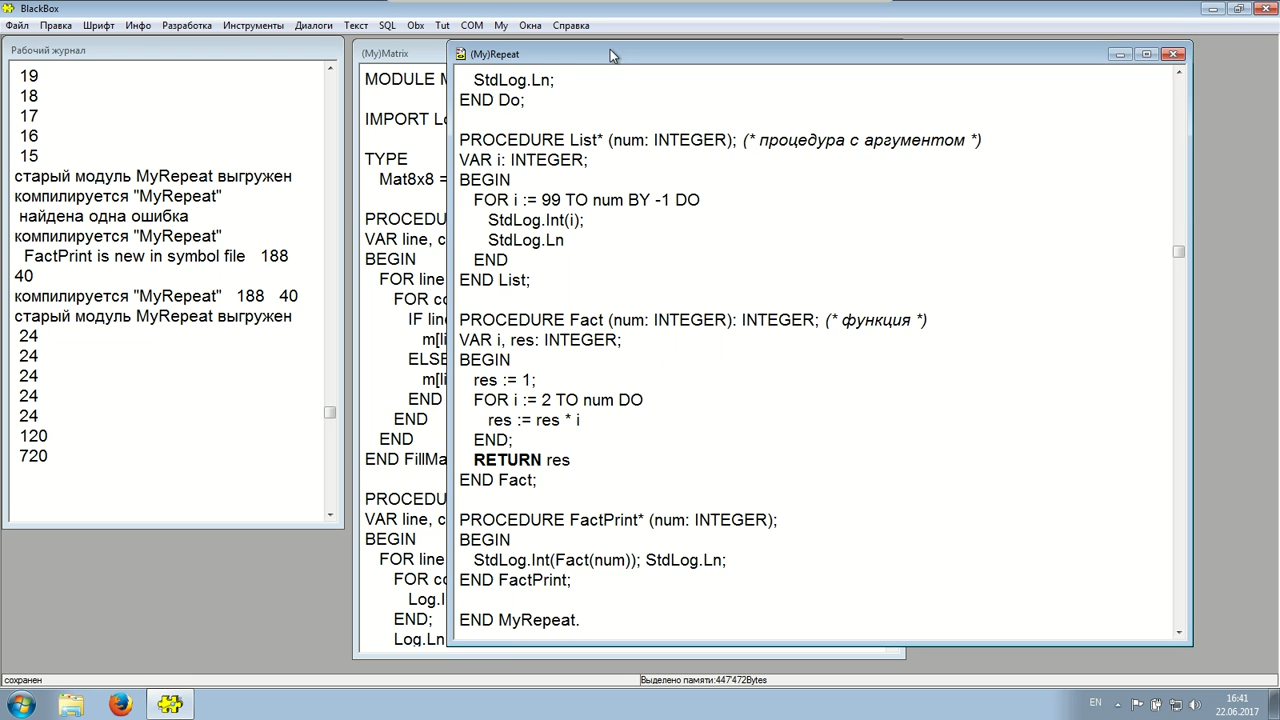 BlackBox
Файл Правка Шрифт Инфо Разработка Инструменты Диалоги Текст SQL Obx Tut COM My Окна Справка
Рабочий журнал
19
18
17
16
15
старый модуль MyRepeat выгружен
компилируется "MyRepeat"
найдена одна ошибка
компилируется "MyRepeat"
FactPrint is new in symbol file 188
40
компилируется "MyRepeat" 188 40
старый модуль MyRepeat выгружен
24
24
24
24
24
120
720
(My)Matrix
MODULE M
IMPORT Lo
TYPE
Mat8x8 =
PROCEDU
VAR line, c
BEGIN
FOR line
FOR co
IF line
m[li
ELSE
m[li
END
END
END
END FillMa
PROCEDU
VAR line, c
BEGIN
FOR line
FOR co
Log.I
END;
Log.Ln
(My)Repeat
StdLog.Ln;
END Do;
PROCEDURE List* (num: INTEGER); (* процедура с аргументом *)
VAR i: INTEGER;
BEGIN
FOR i := 99 TO num BY -1 DO
StdLog.Int(i);
StdLog.Ln
END
END List;
PROCEDURE Fact (num: INTEGER): INTEGER; (* функция *)
VAR i, res: INTEGER;
BEGIN
res := 1;
FOR i := 2 TO num DO
res := res * i
END;
RETURN res
END Fact;
PROCEDURE FactPrint* (num: INTEGER);
BEGIN
StdLog.Int(Fact(num)); StdLog.Ln;
END FactPrint;
END MyRepeat.
сохранен
Выделено памяти:447'472Bytes
EN
16:41
22.06.2017